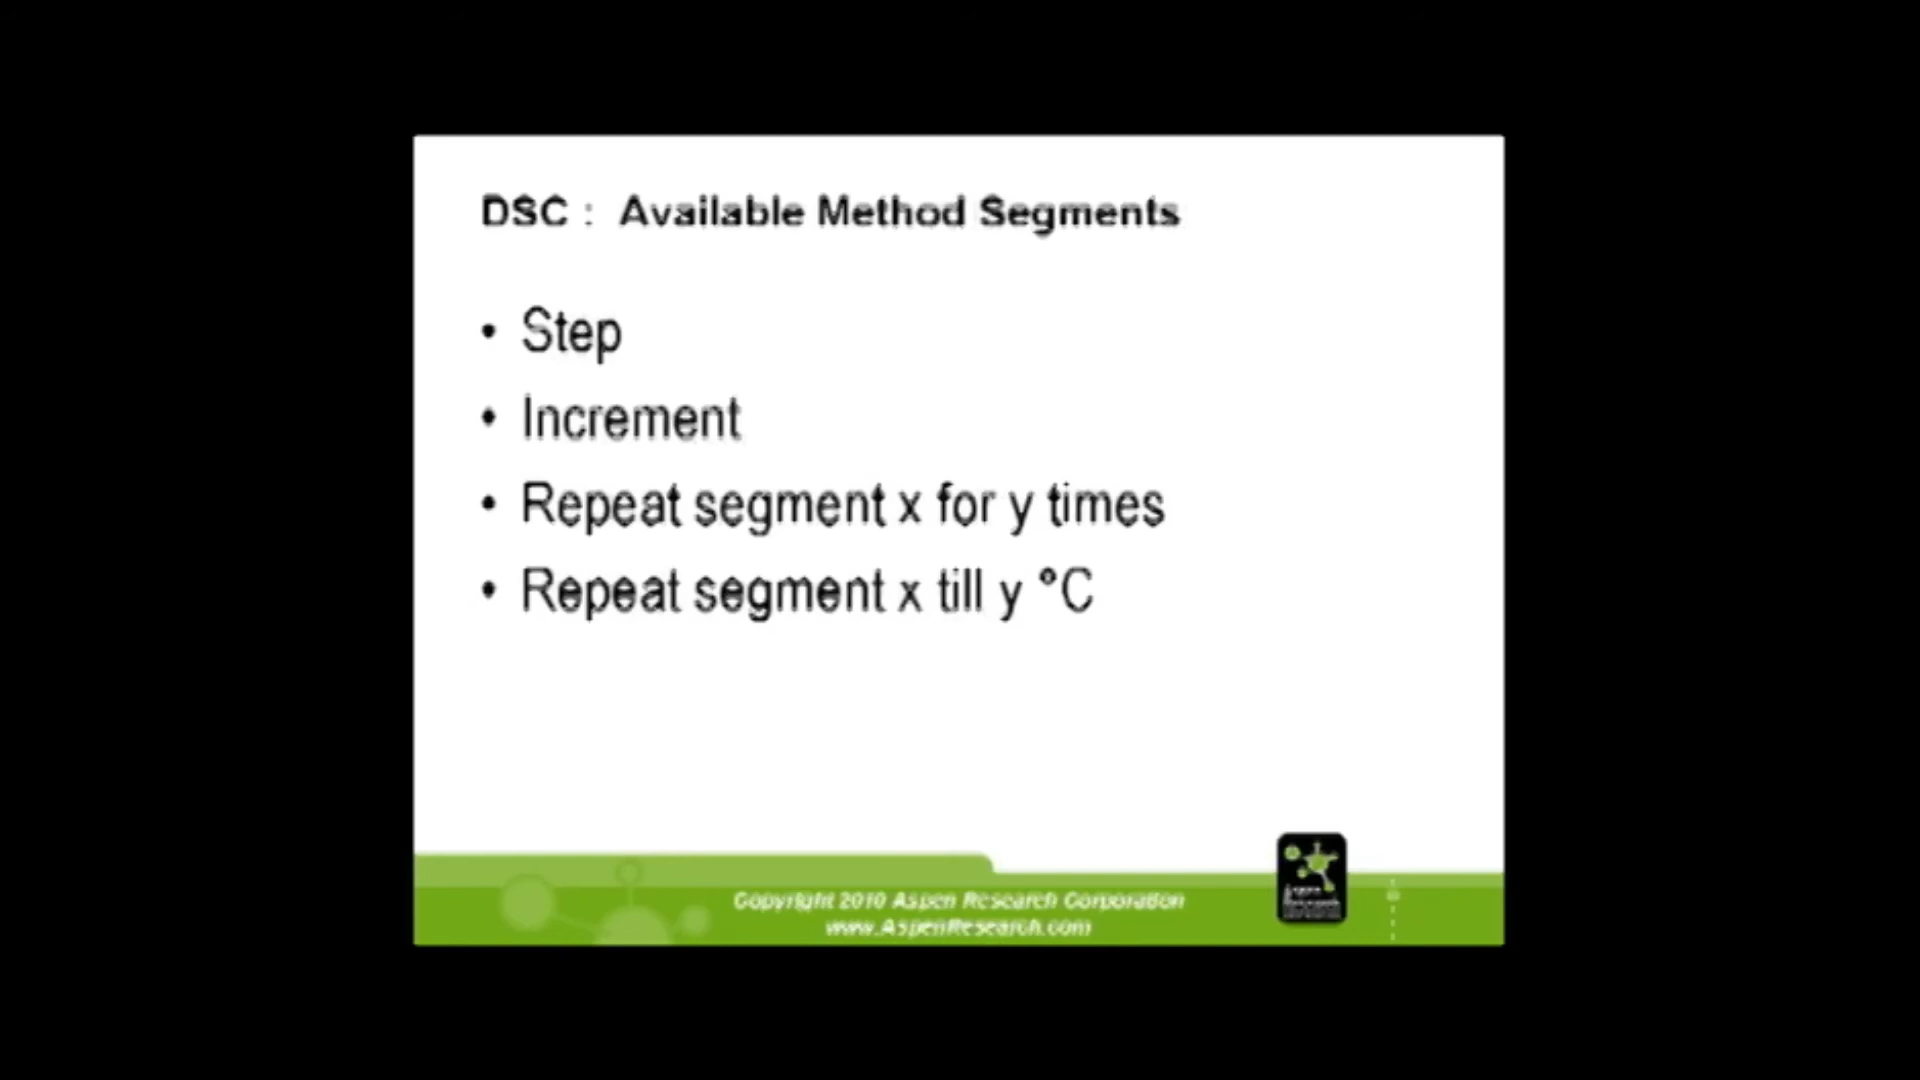 DSC : Available Method Segments
• Step
• Increment
• Repeat segment x for y times
• Repeat segment x till y °C
Copyright 2010 Aspen Research Corporation
www.AspenResearch.com